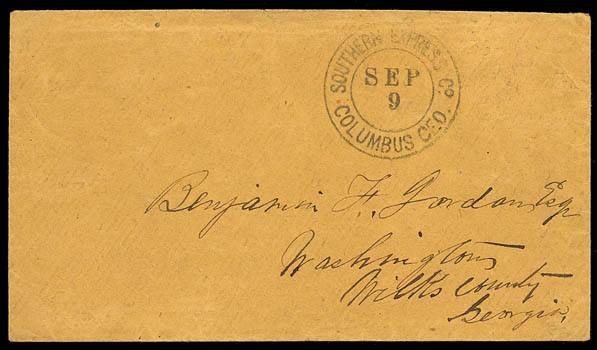 SOUTHERN EXPRESS CO.
SEP
9
COLUMBUS GEO.
Benjamin F. Jordan Esq
Washington
Wilks County
Georgia.